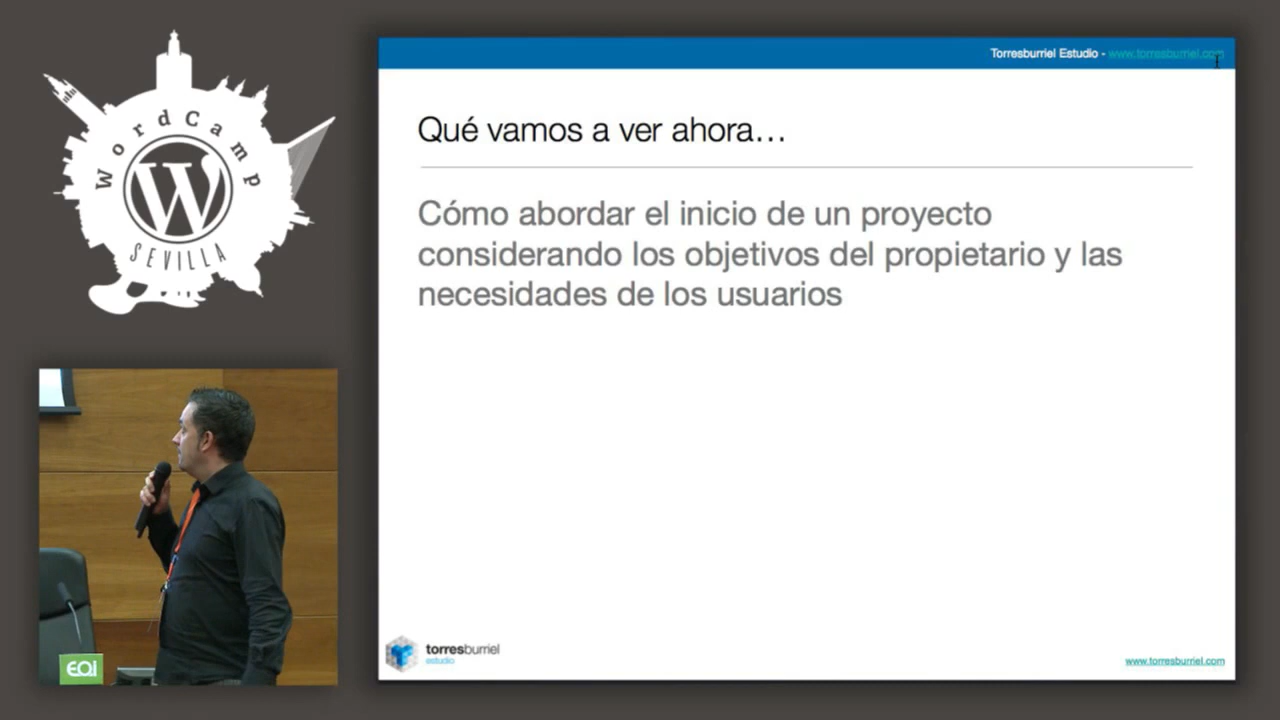 WordCamp
SEVILLA
Torresburriel Estudio - www.torresburriel.com
Qué vamos a ver ahora…
Cómo abordar el inicio de un proyecto
considerando los objetivos del propietario y las
necesidades de los usuarios
EOI
torresburriel
estudio
www.torresburriel.com